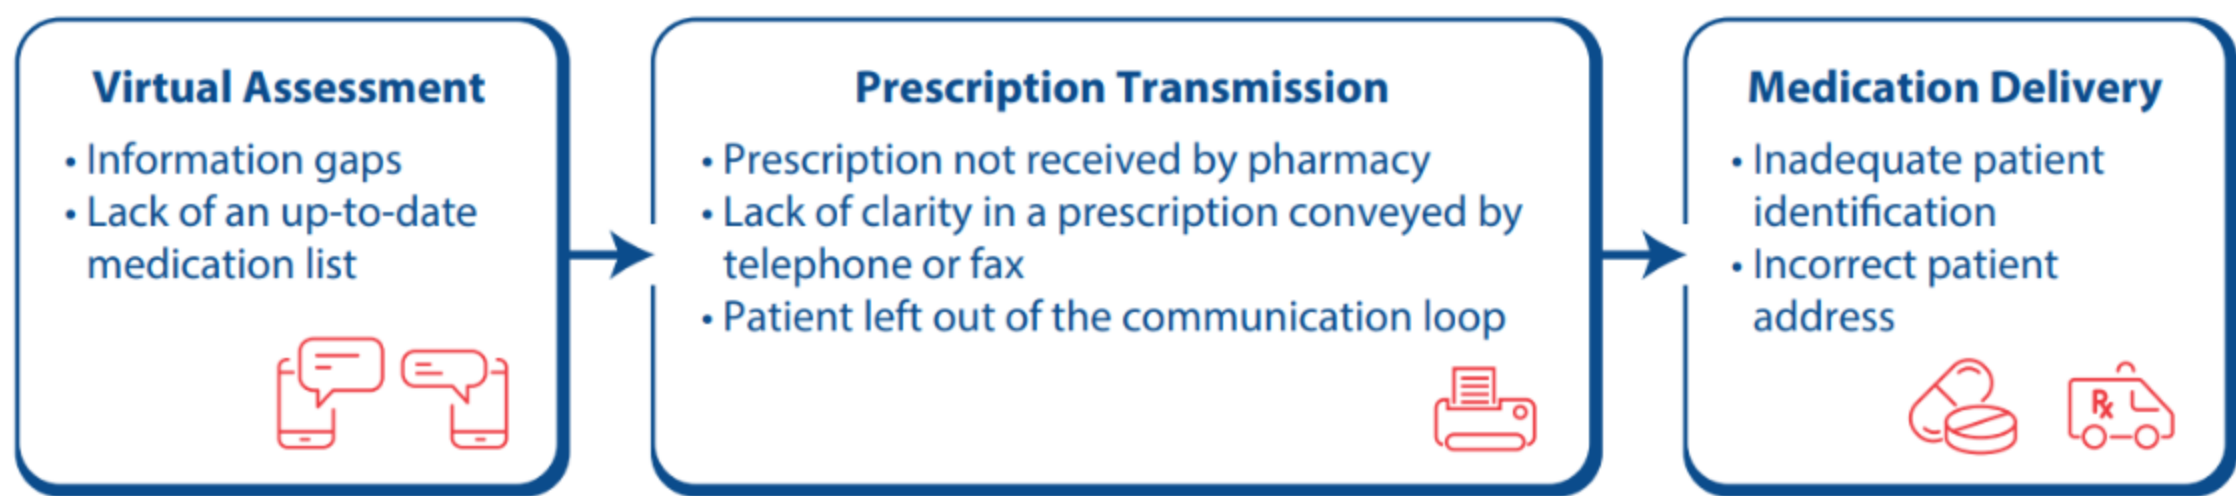 Virtual Assessment
• Information gaps
• Lack of an up-to-date
medication list
Prescription Transmission
• Prescription not received by pharmacy
• Lack of clarity in a prescription conveyed by
telephone or fax
• Patient left out of the communication loop
Medication Delivery
• Inadequate patient
identification
• Incorrect patient
address
Rx